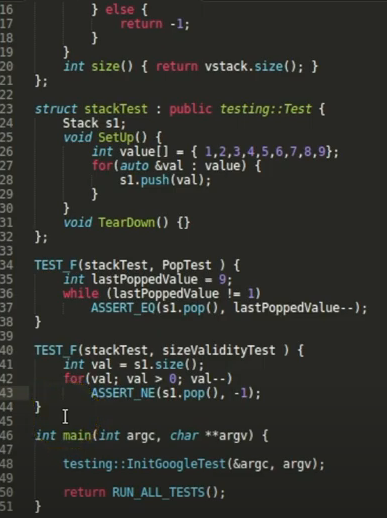 16 } else {
17 return -1;
18 }
19 }
20 int size() { return vstack.size(); }
21 };
22
23 struct stackTest : public testing::Test {
24 Stack s1;
25 void SetUp() {
26 int value[] = { 1,2,3,4,5,6,7,8,9};
27 for(auto &val : value) {
28 s1.push(val);
29 }
30 }
31 void TearDown() {}
32 };
33
34 TEST_F(stackTest, PopTest ) {
35 int lastPoppedValue = 9;
36 while (lastPoppedValue != 1)
37 ASSERT_EQ(s1.pop(), lastPoppedValue--);
38 }
39
40 TEST_F(stackTest, sizeValidityTest ) {
41 int val = s1.size();
42 for(val; val > 0; val--)
43 ASSERT_NE(s1.pop(), -1);
44 }
45
46 int main(int argc, char **argv) {
47
48 testing::InitGoogleTest(&argc, argv);
49
50 return RUN_ALL_TESTS();
51 }